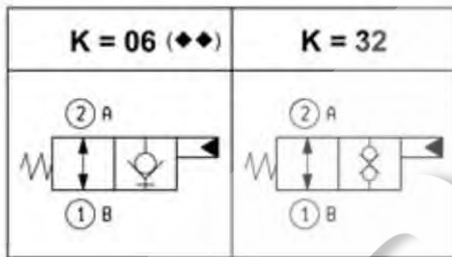 K = 06 (◆◆)
K = 32
2 A
2 A
1 B
1 B